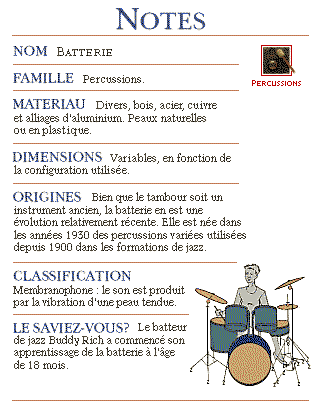 NOTES
NOM BATTERIE
PERCUSSIONS
FAMILLE Percussions.
MATERIAU Divers, bois, acier, cuivre
et alliages d'aluminium. Peaux naturelles
ou en plastique.
DIMENSIONS Variables, en fonction de
la configuration utilisée.
ORIGINES Bien que le tambour soit un
instrument ancien, la batterie en est une
évolution relativement récente. Elle est née dans
les années 1930 des percussions variées utilisées
depuis 1900 dans les formations de jazz.
CLASSIFICATION
Membranophone : le son est produit
par la vibration d'une peau tendue.
LE SAVIEZ-VOUS? Le batteur
de jazz Buddy Rich a commencé son
apprentissage de la batterie à l'âge
de 18 mois.